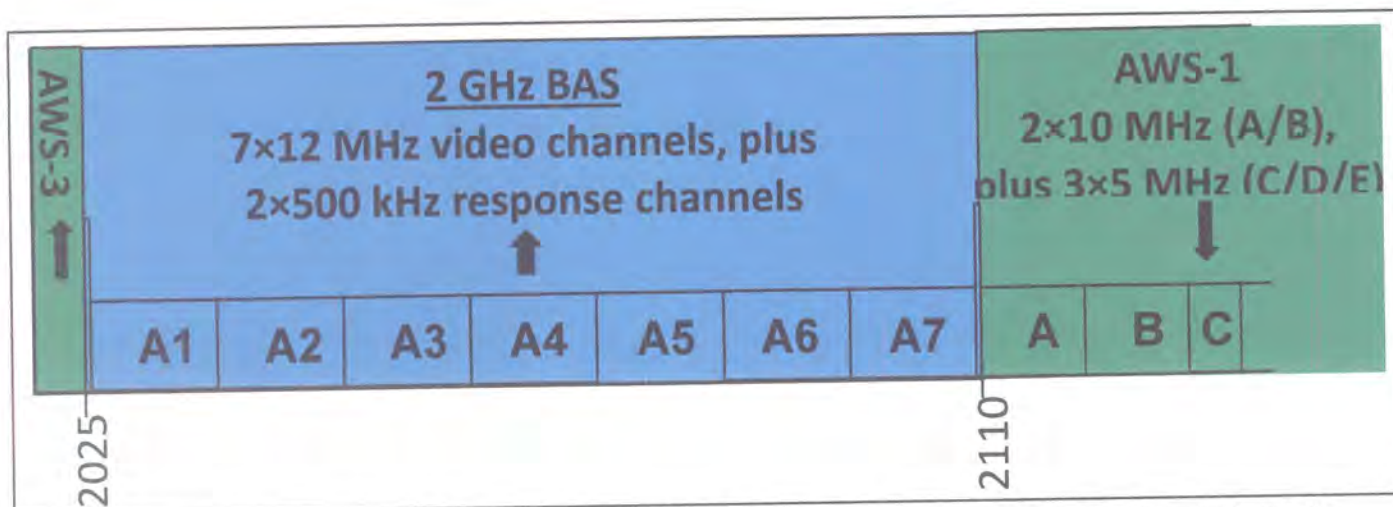 AWS-3
2 GHz BAS
7×12 MHz video channels, plus
2×500 kHz response channels
AWS-1
2×10 MHz (A/B),
plus 3×5 MHz (C/D/E)
A1 A2 A3 A4 A5 A6 A7 A B C
2025 2110